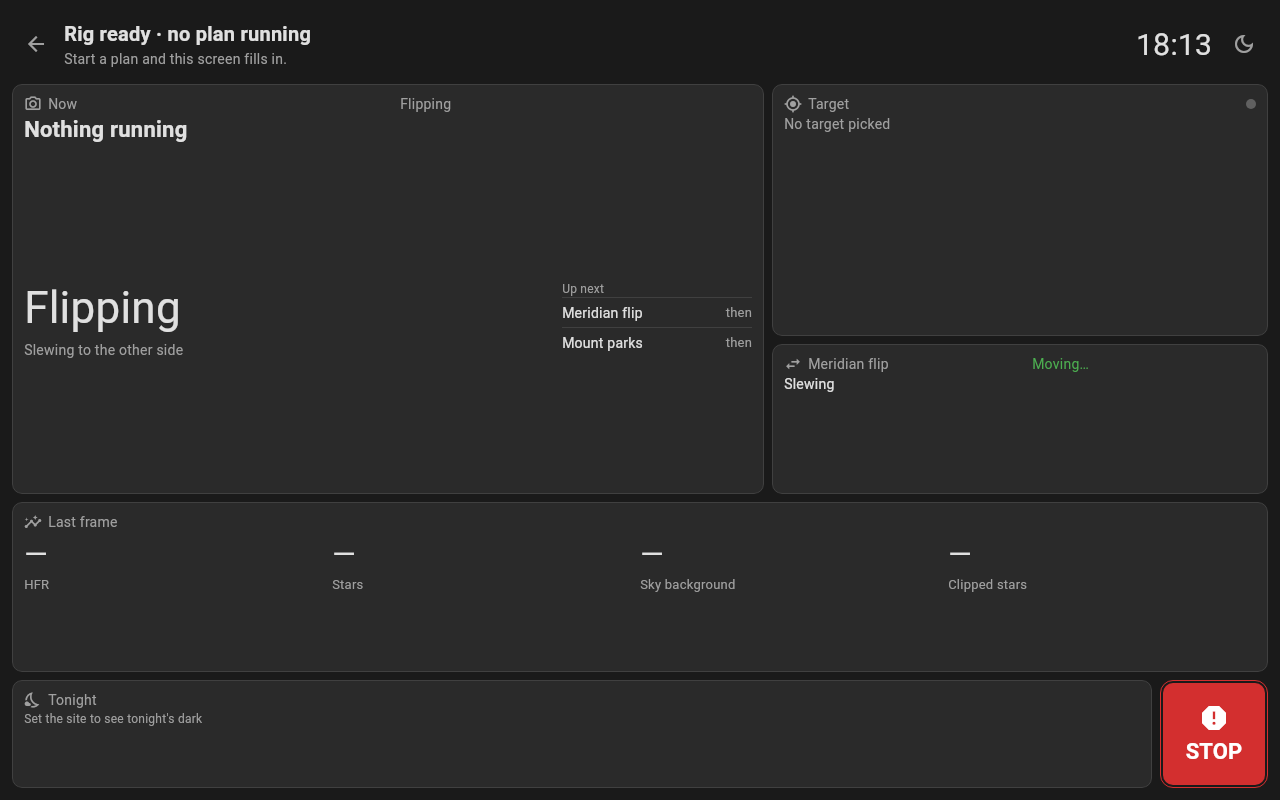 Rig ready · no plan running
Start a plan and this screen fills in.
18:13
Now
Flipping
Nothing running
Flipping
Slewing to the other side
Up next
Meridian flip then
Mount parks then
Target
No target picked
Meridian flip
Moving…
Slewing
Last frame
— — — —
HFR Stars Sky background Clipped stars
Tonight
Set the site to see tonight's dark
STOP